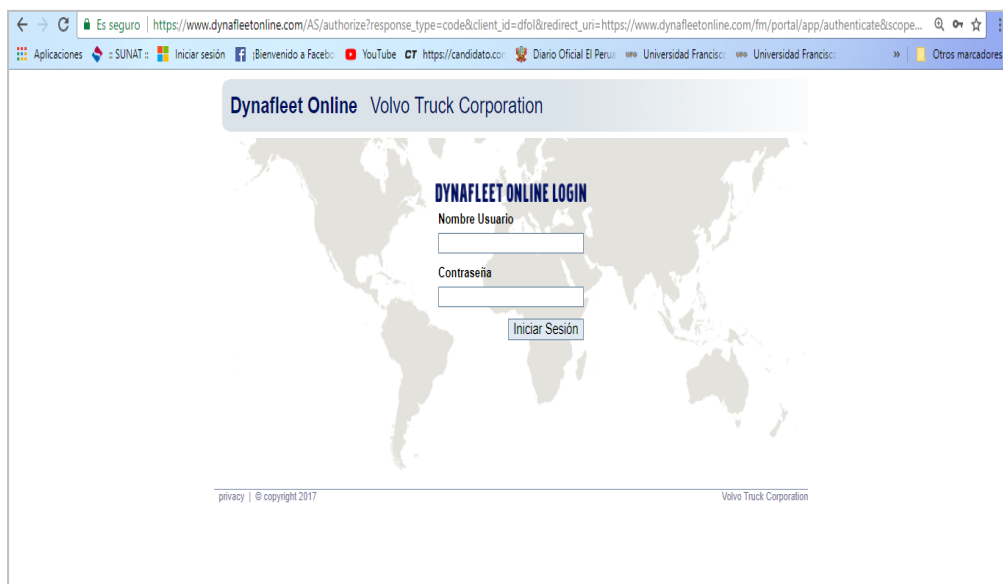 Es seguro | https://www.dynafleetonline.com/AS/authorize?response_type=code&client_id=dfol&redirect_uri=https://www.dynafleetonline.com/fm/portal/app/authenticate&scope...
Aplicaciones :: SUNAT :: Iniciar sesión ¡Bienvenido a Facebo YouTube CT https://candidato.con Diario Oficial El Perua Universidad Francisco Universidad Francisco » Otros marcadores
Dynafleet Online Volvo Truck Corporation
DYNAFLEET ONLINE LOGIN
Nombre Usuario
Contraseña
Iniciar Sesión
privacy | © copyright 2017 Volvo Truck Corporation